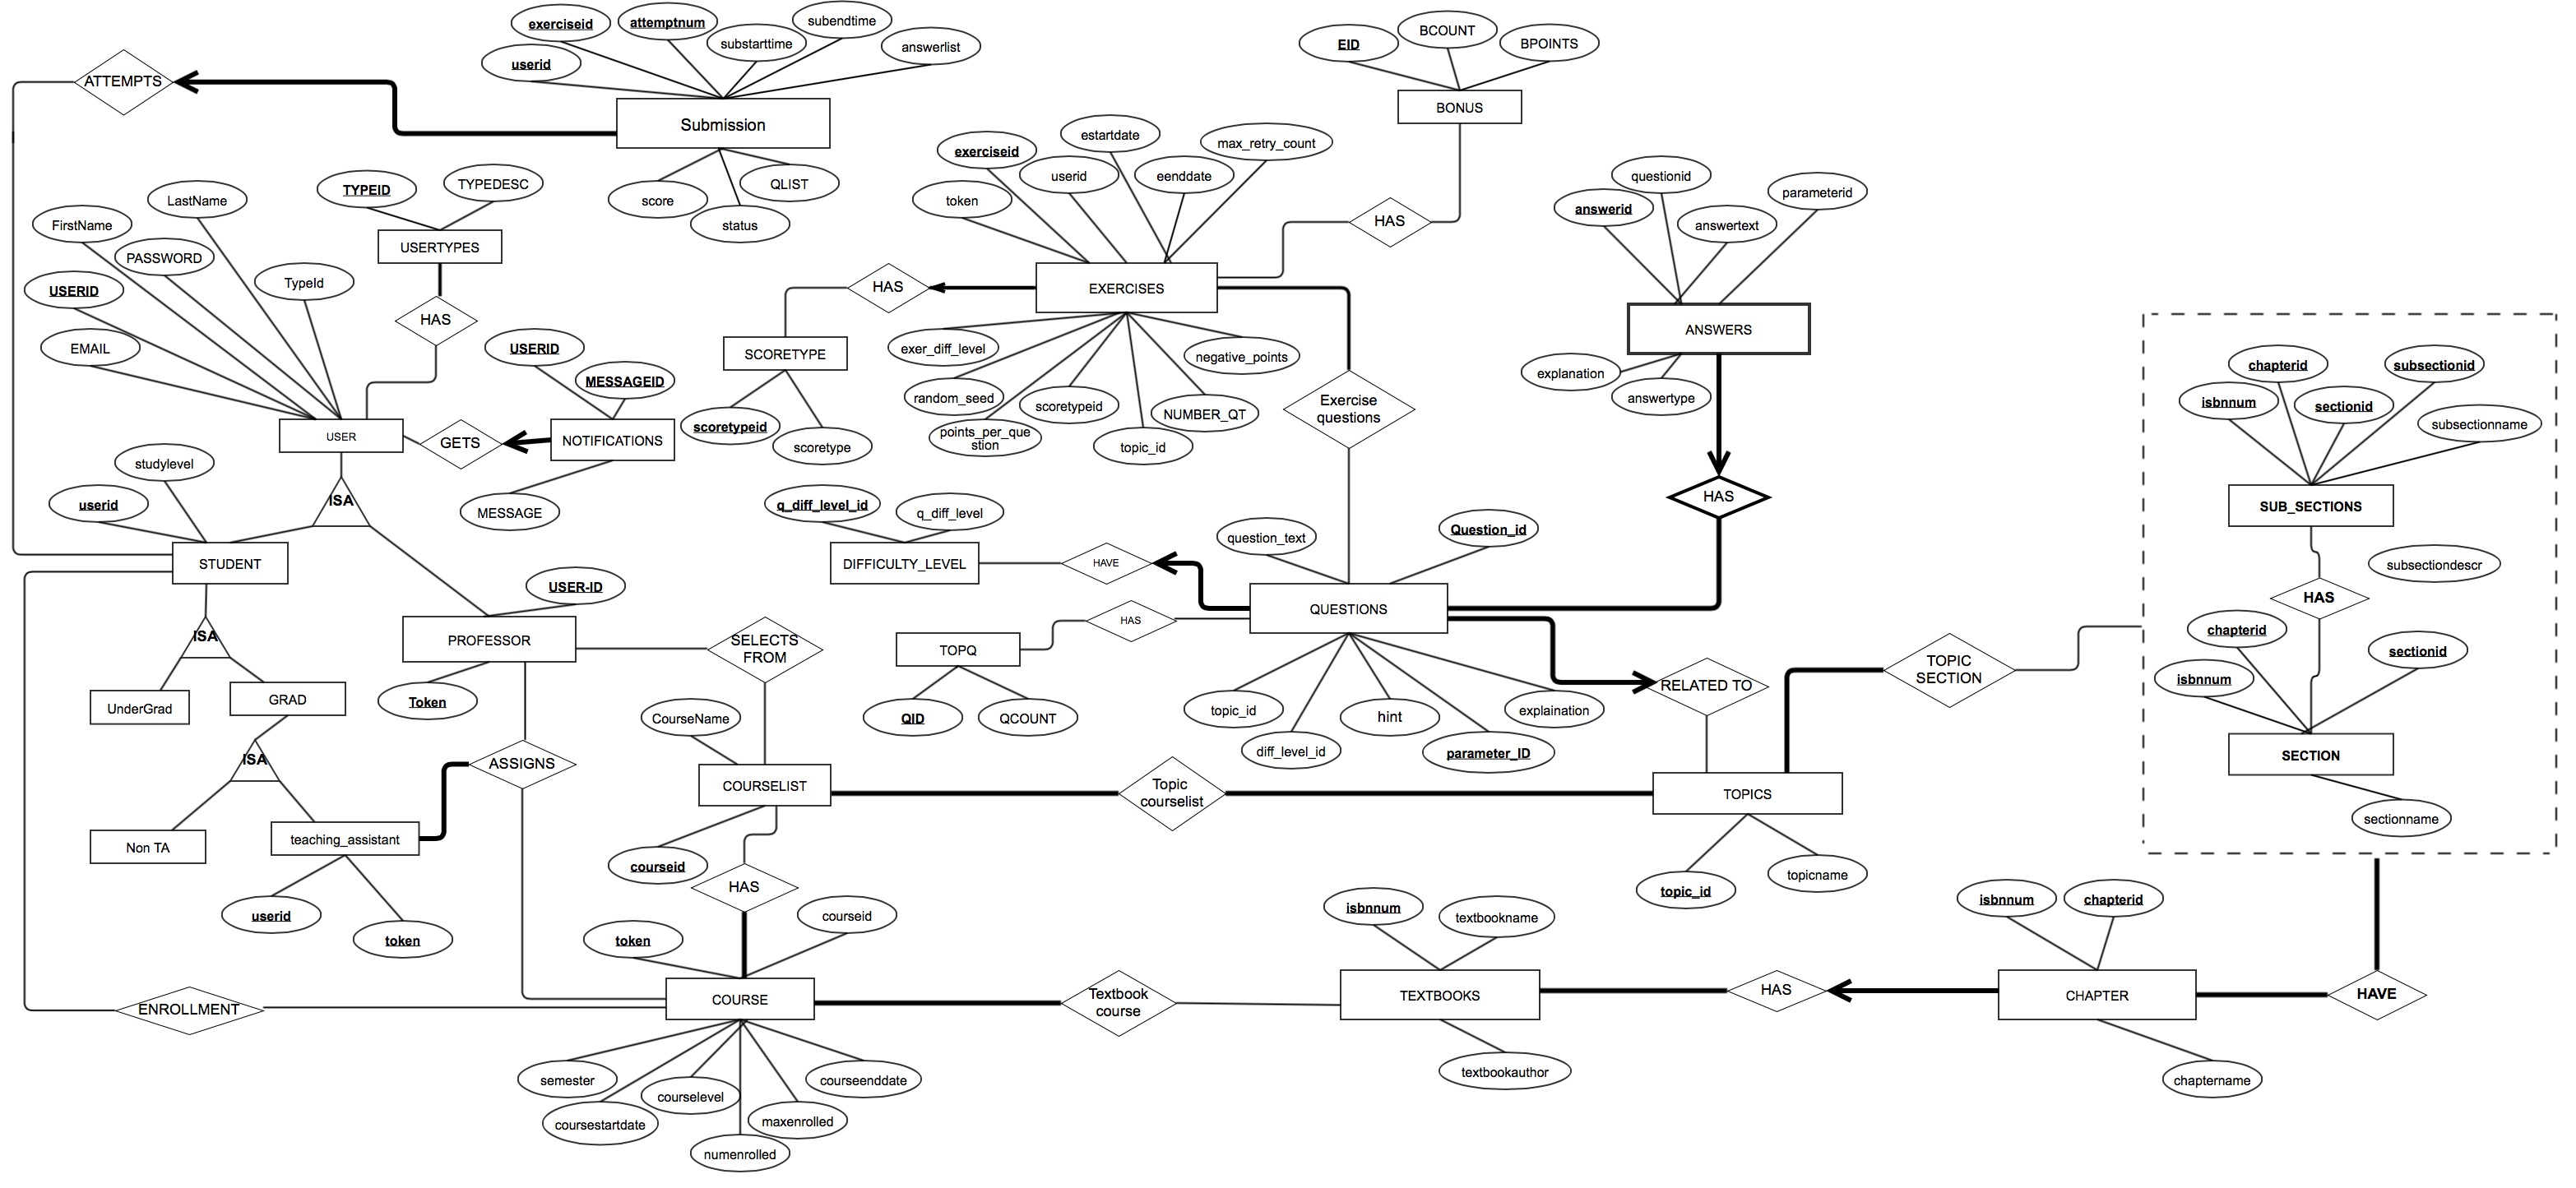 exerciseid
attemptnum
subendtime
substarttime
answerlist
userid
ATTEMPTS
Submission
score
status
QLIST
EID
BCOUNT
BPOINTS
BONUS
HAS
exerciseid
estartdate
max_retry_count
userid
eenddate
token
EXERCISES
HAS
SCORETYPE
scoretypeid
scoretype
exer_diff_level
random_seed
points_per_que
stion
scoretypeid
topic_id
NUMBER_QT
negative_points
Exercise
questions
questionid
parameterid
answerid
answertext
ANSWERS
explanation
answertype
HAS
TYPEID
TYPEDESC
USERTYPES
HAS
LastName
FirstName
PASSWORD
TypeId
USERID
EMAIL
USER
GETS
USERID
MESSAGEID
NOTIFICATIONS
MESSAGE
ISA
studylevel
userid
STUDENT
ISA
UnderGrad
GRAD
ISA
Non TA
teaching_assistant
userid
token
USER-ID
PROFESSOR
Token
ASSIGNS
SELECTS
FROM
q_diff_level_id
q_diff_level
DIFFICULTY_LEVEL
HAVE
HAS
TOPQ
QID
QCOUNT
question_text
Question_id
QUESTIONS
topic_id
diff_level_id
hint
parameter_ID
explaination
RELATED TO
CourseName
COURSELIST
courseid
HAS
Topic
courselist
TOPICS
topic_id
topicname
TOPIC
SECTION
chapterid
subsectionid
isbnnum
sectionid
subsectionname
SUB_SECTIONS
subsectiondescr
HAS
chapterid
sectionid
isbnnum
SECTION
sectionname
token
courseid
COURSE
ENROLLMENT
semester
coursestartdate
courselevel
numenrolled
maxenrolled
courseenddate
Textbook
course
isbnnum
textbookname
TEXTBOOKS
textbookauthor
HAS
isbnnum
chapterid
CHAPTER
chaptername
HAVE